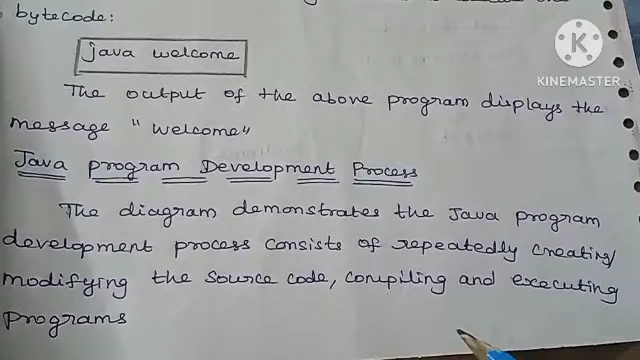 bytecode:
java welcome
The output of the above program displays the
message "welcome"
Java program Development Process
The diagram demonstrates the Java program
development process consists of repeatedly creating/
modifying the source code, compiling and executing
programs
KINEMASTER